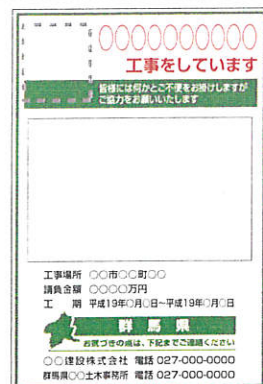 ○○○○○○○○○○
工事をしています
皆様には何かとご不便をお掛けしますが
ご協力をお願いいたします
工事場所 ○○市○○町○○
請負金額 ○○○○万円
工　期 平成19年○月○日~平成19年○月○日
群馬県
お気づきの点は、下記までご連絡ください
○○建設株式会社 電話 027-000-0000
群馬県○○土木事務所 電話 027-000-0000